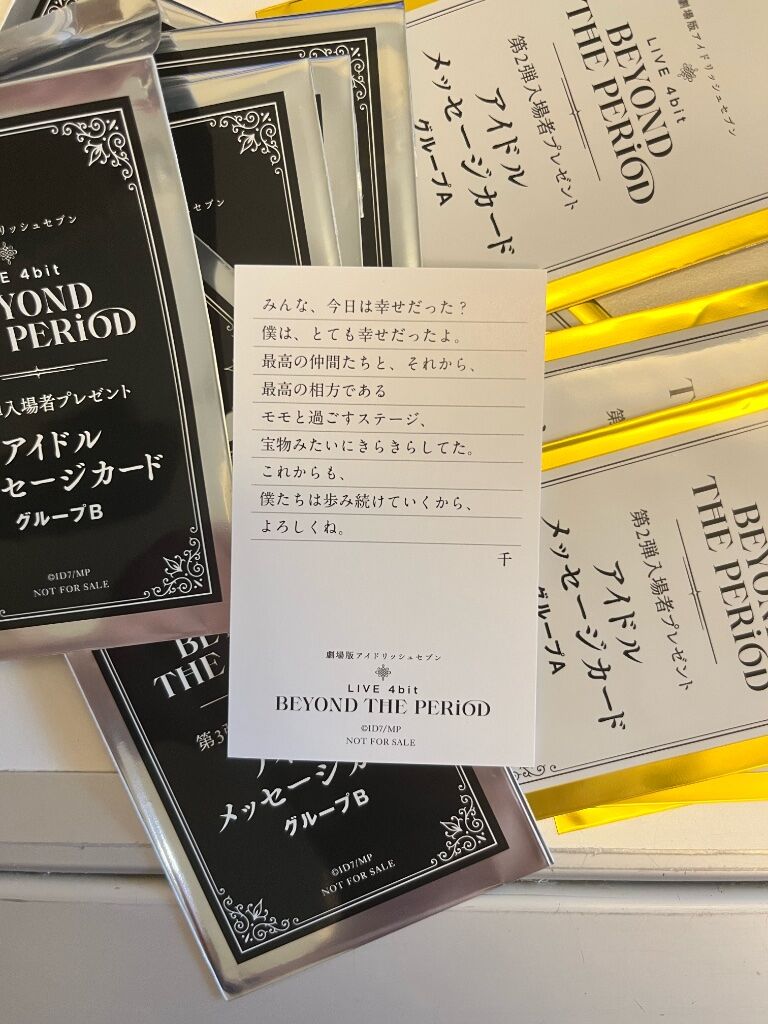 みんな、今日は幸せだった？
僕は、とても幸せだったよ。
最高の仲間たちと、それから、
最高の相方である
モモと過ごすステージ、
宝物みたいにきらきらしてた。
これからも、
僕たちは歩み続けていくから、
よろしくね。
千
劇場版アイドリッシュセブン
LIVE 4bit
BEYOND THE PERiOD
©ID7/MP
NOT FOR SALE
リッシュセブン
4bit
YOND
PERiOD
入場者プレゼント
アイドル
セージカード
グループB
©ID7/MP
NOT FOR SALE
THE
第3
メッセージカ
グループB
©ID7/MP
NOT FOR SALE
劇場版アイドリッシュセブン
LIVE 4bit
BEYOND
THE PERiOD
第2弾入場者プレゼント
アイドル
メッセージカード
グループA
第
BEYON
THE PERiOD
第2弾入場者プレゼント
アイドル
メッセージカード
グループA